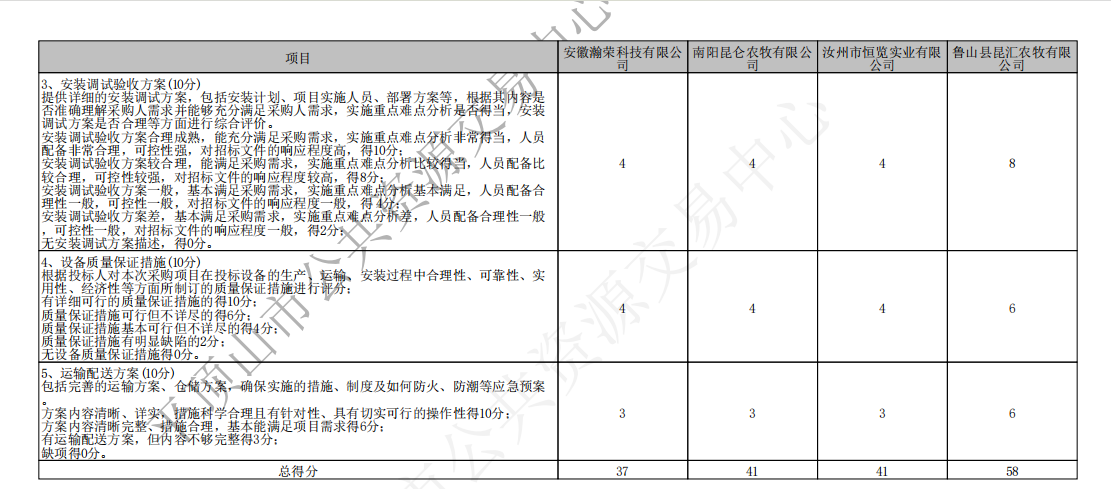 项目
安徽瀚荣科技有限公
司
南阳昆仑农牧有限公
司
汝州市恒览实业有限
公司
鲁山县昆汇农牧有限
公司
3、安装调试验收方案(10分)
提供详细的安装调试方案，包括安装计划、项目实施人员、部署方案等，根据其内容是
否准确理解采购人需求并能够充分满足采购人需求，实施重点难点分析是否得当，安装
调试方案是否合理等方面进行综合评价。
安装调试验收方案合理成熟，能充分满足采购需求，实施重点难点分析非常得当，人员
配备非常合理，可控性强，对招标文件的响应程度高，得10分；
安装调试验收方案较合理，能满足采购需求，实施重点难点分析比较得当，人员配备比
较合理，可控性较强，对招标文件的响应程度较高，得8分；
安装调试验收方案一般，基本满足采购需求，实施重点难点分析基本满足，人员配备合
理性一般，可控性一般，对招标文件的响应程度一般，得 4分；
安装调试验收方案差，基本满足采购需求，实施重点难点分析差，人员配备合理性一般
，可控性一般，对招标文件的响应程度一般，得2分；
无安装调试方案描述，得0分。
4
4
4
8
4、设备质量保证措施(10分)
根据投标人对本次采购项目在投标设备的生产、运输、安装过程中合理性、可靠性、实
用性、经济性等方面所制订的质量保证措施进行评分；
有详细可行的质量保证措施的得10分；
质量保证措施可行但不详尽的得6分；
质量保证措施基本可行但不详尽的得4分；
质量保证措施有明显缺陷的2分；
无设备质量保证措施得0分。
4
4
4
6
5、运输配送方案(10分)
包括完善的运输方案、仓储方案，确保实施的措施、制度及如何防火、防潮等应急预案
。
方案内容清晰、详实，措施科学合理且有针对性、具有切实可行的操作性得10分；
方案内容清晰完整、措施合理，基本能满足项目需求得6分；
有运输配送方案，但内容不够完整得3分；
缺项得0分。
3
3
3
6
总得分
37
41
41
58
平顶山市公共资源交易中心
市公共资源交易中心